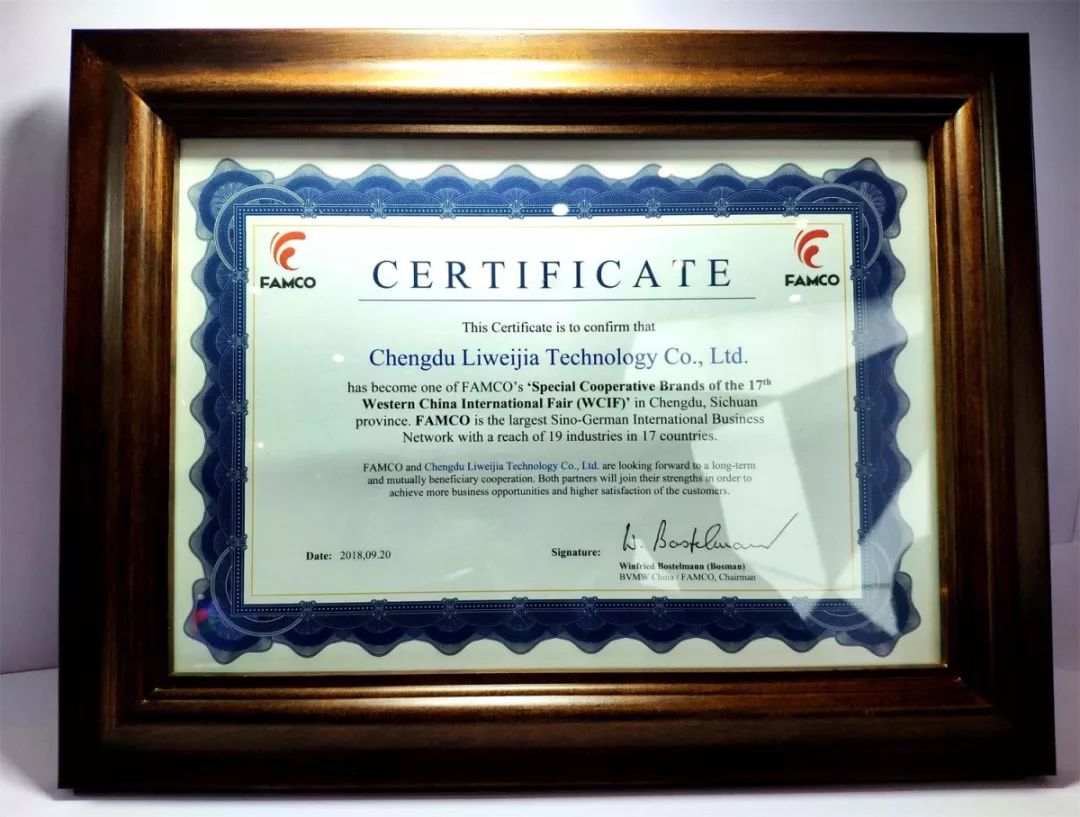 FAMCO
CERTIFICATE
FAMCO
This Certificate is to confirm that
Chengdu Liweijia Technology Co., Ltd.
has become one of FAMCO's 'Special Cooperative Brands of the 17th
Western China International Fair (WCIF)' in Chengdu, Sichuan
province. FAMCO is the largest Sino-German International Business
Network with a reach of 19 industries in 17 countries.
FAMCO and Chengdu Liweijia Technology Co., Ltd. are looking forward to a long-term
and mutually beneficiary cooperation. Both partners will join their strengths in order to
achieve more business opportunities and higher satisfaction of the customers.
W. Bostelmann
Date: 2018,09.20
Signature:
Winfried Bostelmann (Bosman)
BVMW China / FAMCO, Chairman